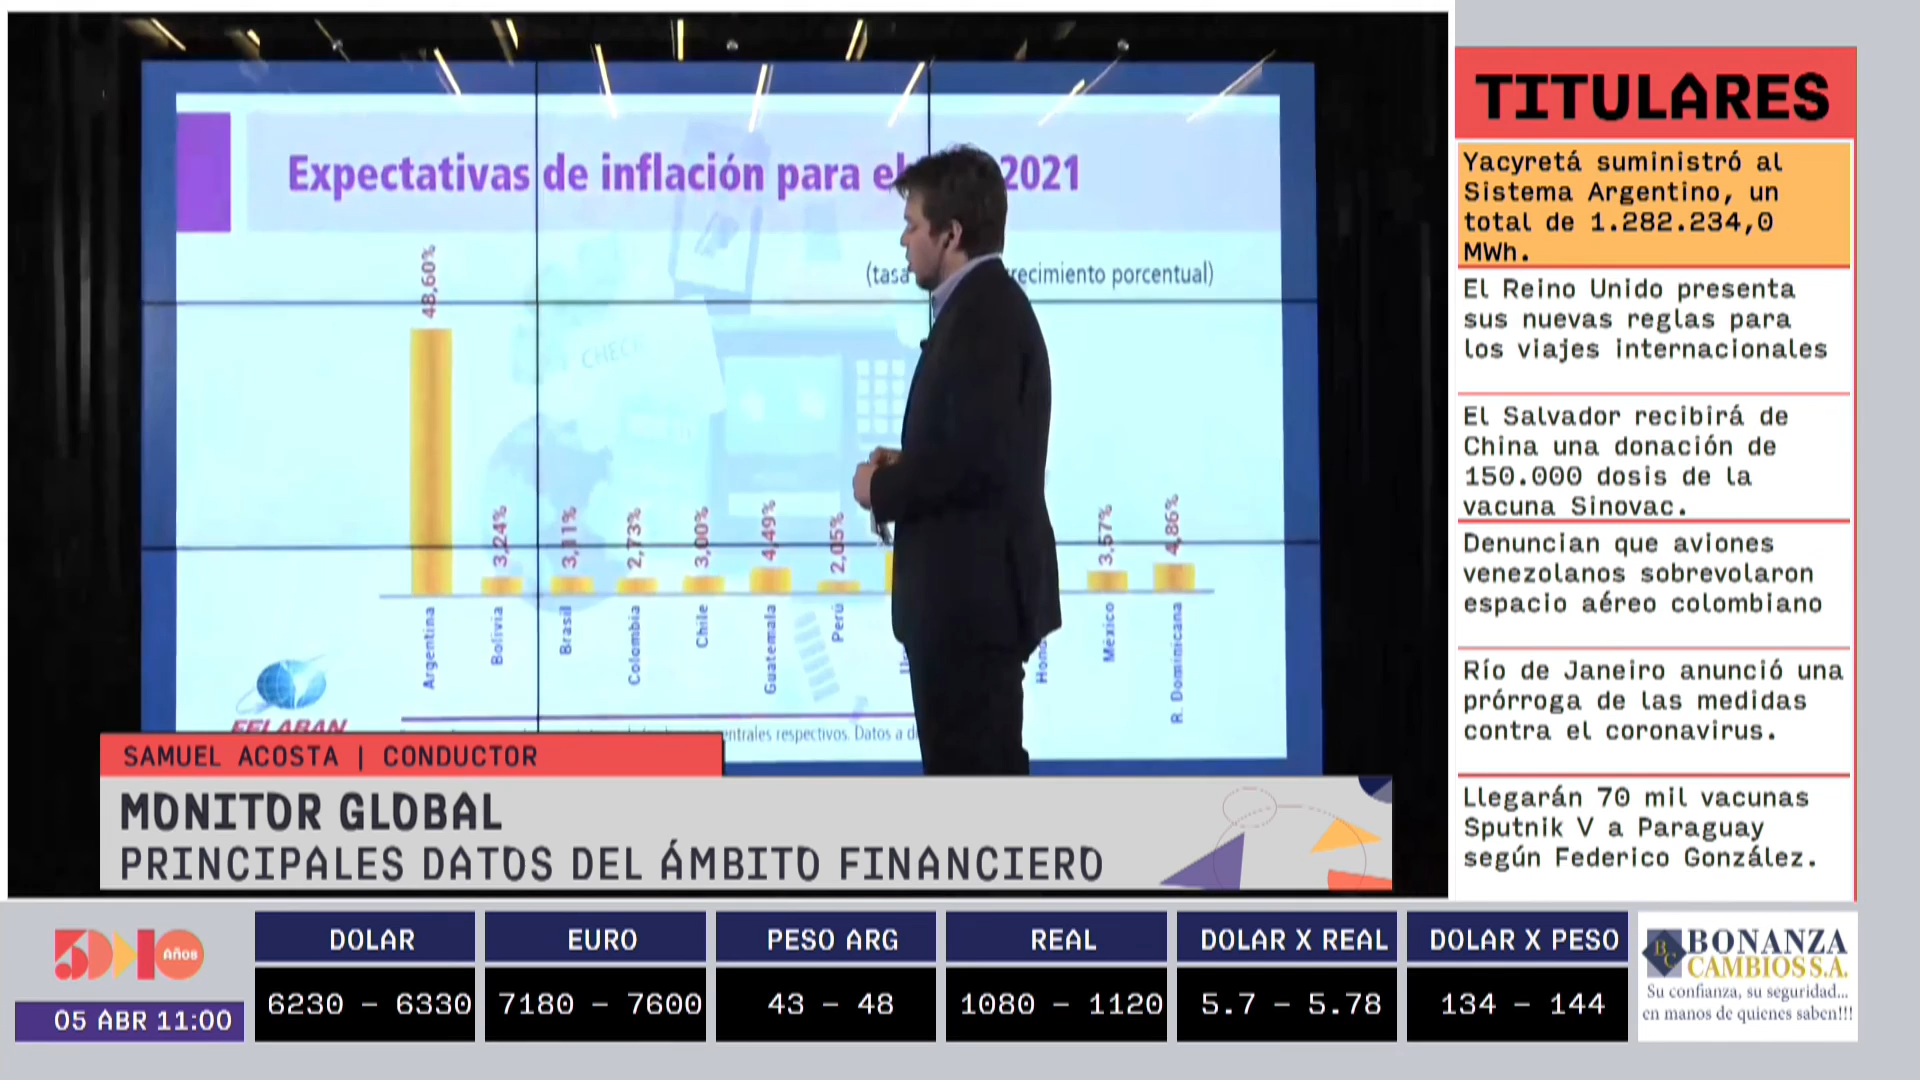 Expectativas de inflación para el 2021
(tasa crecimiento porcentual)
48,60%
3,24%
3,11%
2,73%
3,00%
4,49%
2,05%
3,57%
4,86%
CHECK
Argentina
Bolivia
Brasil
Colombia
Chile
Guatemala
Perú
México
R. Dominicana
FELABAN
respectivos. Datos a
SAMUEL ACOSTA | CONDUCTOR
MONITOR GLOBAL
PRINCIPALES DATOS DEL ÁMBITO FINANCIERO
TITULARES
Yacyretá suministró al
Sistema Argentino, un
total de 1.282.234,0
MWh.
El Reino Unido presenta
sus nuevas reglas para
los viajes internacionales
El Salvador recibirá de
China una donación de
150.000 dosis de la
vacuna Sinovac.
Denuncian que aviones
venezolanos sobrevolaron
espacio aéreo colombiano
Río de Janeiro anunció una
prórroga de las medidas
contra el coronavirus.
Llegarán 70 mil vacunas
Sputnik V a Paraguay
según Federico González.
5D10 Años
05 ABR 11:00
DOLAR
6230 - 6330
EURO
7180 - 7600
PESO ARG
43 - 48
REAL
1080 - 1120
DOLAR X REAL
5.7 - 5.78
DOLAR X PESO
134 - 144
BC
BONANZA
CAMBIOS S.A.
Su confianza, su seguridad...
en manos de quienes saben!!!